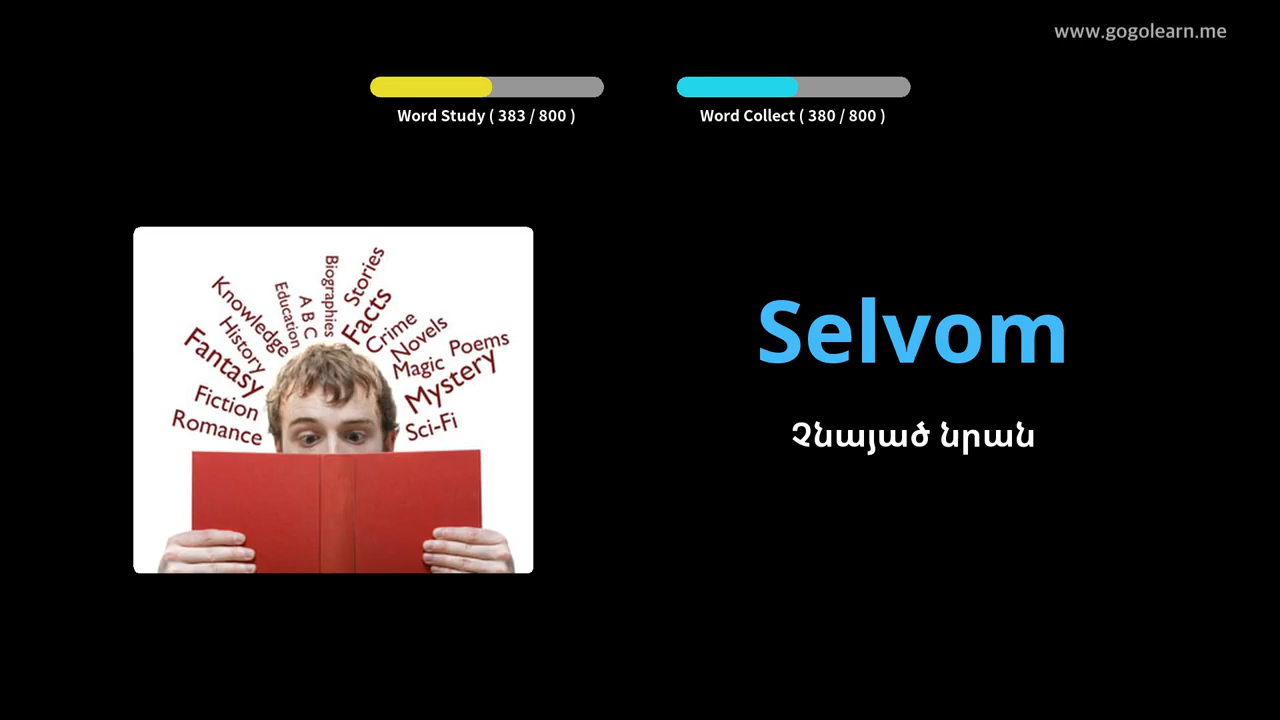 www.gogolearn.me
Word Study ( 383 / 800 )
Word Collect ( 380 / 800 )
Selvom
Չնայած նրան
Knowledge
History
Fantasy
Fiction
Romance
Education
A B C
Biographies
Stories
Facts
Crime
Novels
Magic
Poems
Mystery
Sci-Fi